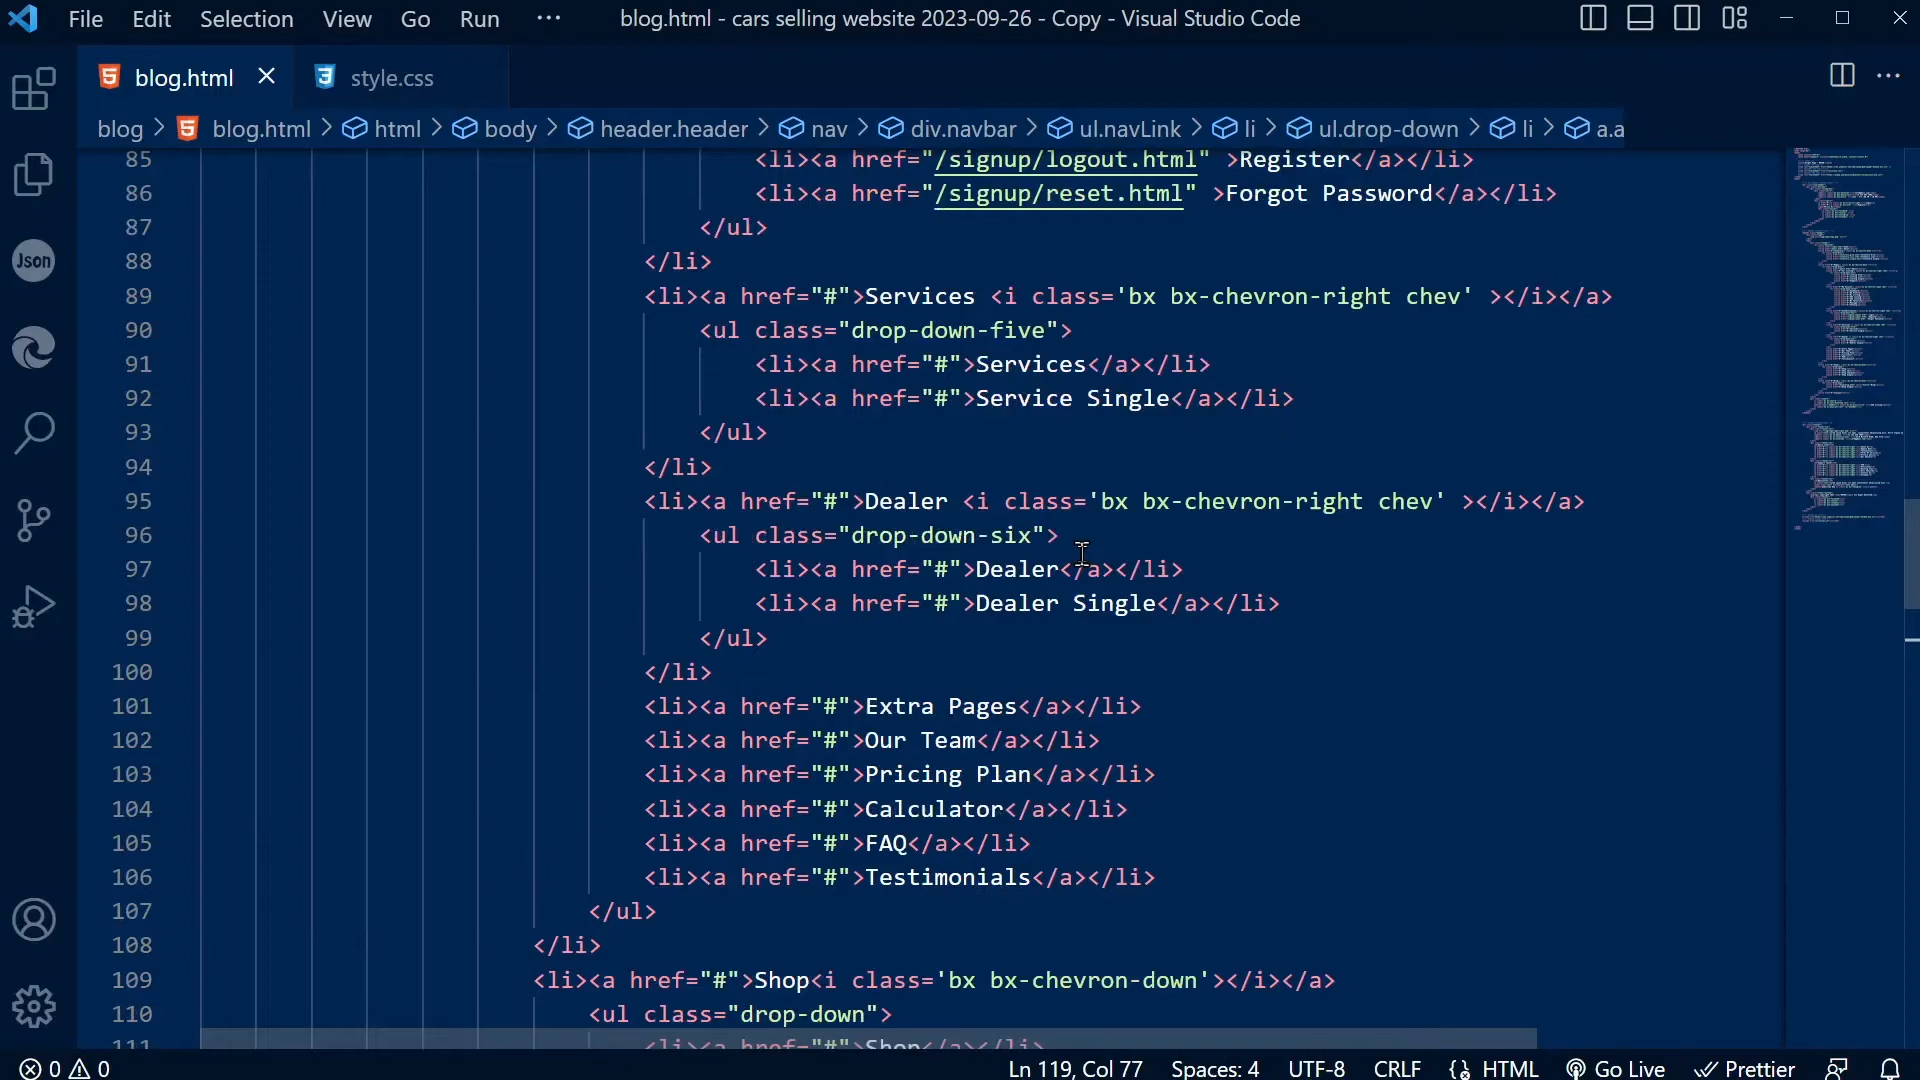 File Edit Selection View Go Run ··· blog.html - cars selling website 2023-09-26 - Copy - Visual Studio Code
blog.html style.css
blog > blog.html > html > body > header.header > nav > div.navbar > ul.navLink > li > ul.drop-down > li > a.a
85 <li><a href="/signup/logout.html" >Register</a></li>
86 <li><a href="/signup/reset.html" >Forgot Password</a></li>
87 </ul>
88 </li>
89 <li><a href="#">Services <i class='bx bx-chevron-right chev' ></i></a>
90 <ul class="drop-down-five">
91 <li><a href="#">Services</a></li>
92 <li><a href="#">Service Single</a></li>
93 </ul>
94 </li>
95 <li><a href="#">Dealer <i class='bx bx-chevron-right chev' ></i></a>
96 <ul class="drop-down-six">
97 <li><a href="#">Dealer</a></li>
98 <li><a href="#">Dealer Single</a></li>
99 </ul>
100 </li>
101 <li><a href="#">Extra Pages</a></li>
102 <li><a href="#">Our Team</a></li>
103 <li><a href="#">Pricing Plan</a></li>
104 <li><a href="#">Calculator</a></li>
105 <li><a href="#">FAQ</a></li>
106 <li><a href="#">Testimonials</a></li>
107 </ul>
108 </li>
109 <li><a href="#">Shop<i class='bx bx-chevron-down'></i></a>
110 <ul class="drop-down">
111 <li><a href="#">Shop</a></li>
Json
0 0 Ln 119, Col 77 Spaces: 4 UTF-8 CRLF HTML Go Live Prettier